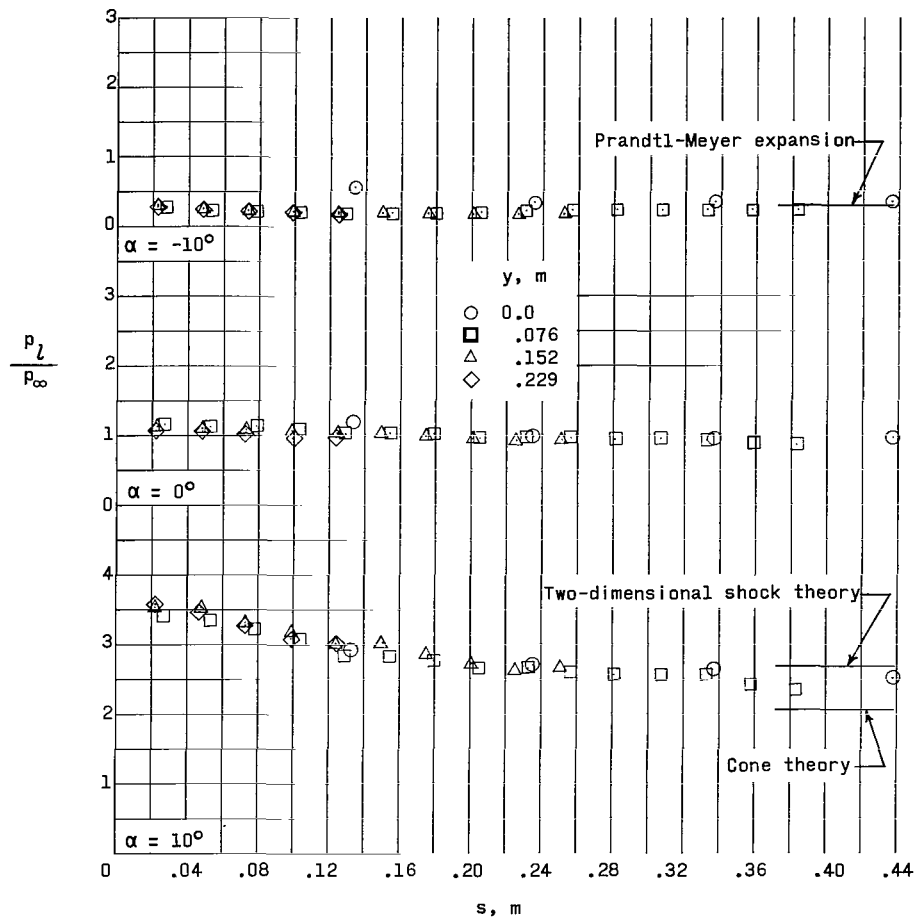 3
2
1
Prandtl-Meyer expansion
0
α = -10°
y, m
3
○ 0.0
□ .076
2
△ .152
◇ .229
p_l
p_∞
1
α = 0°
0
4
Two-dimensional shock theory
3
2
1
Cone theory
α = 10°
0 .04 .08 .12 .16 .20 .24 .28 .32 .36 .40 .44
s, m